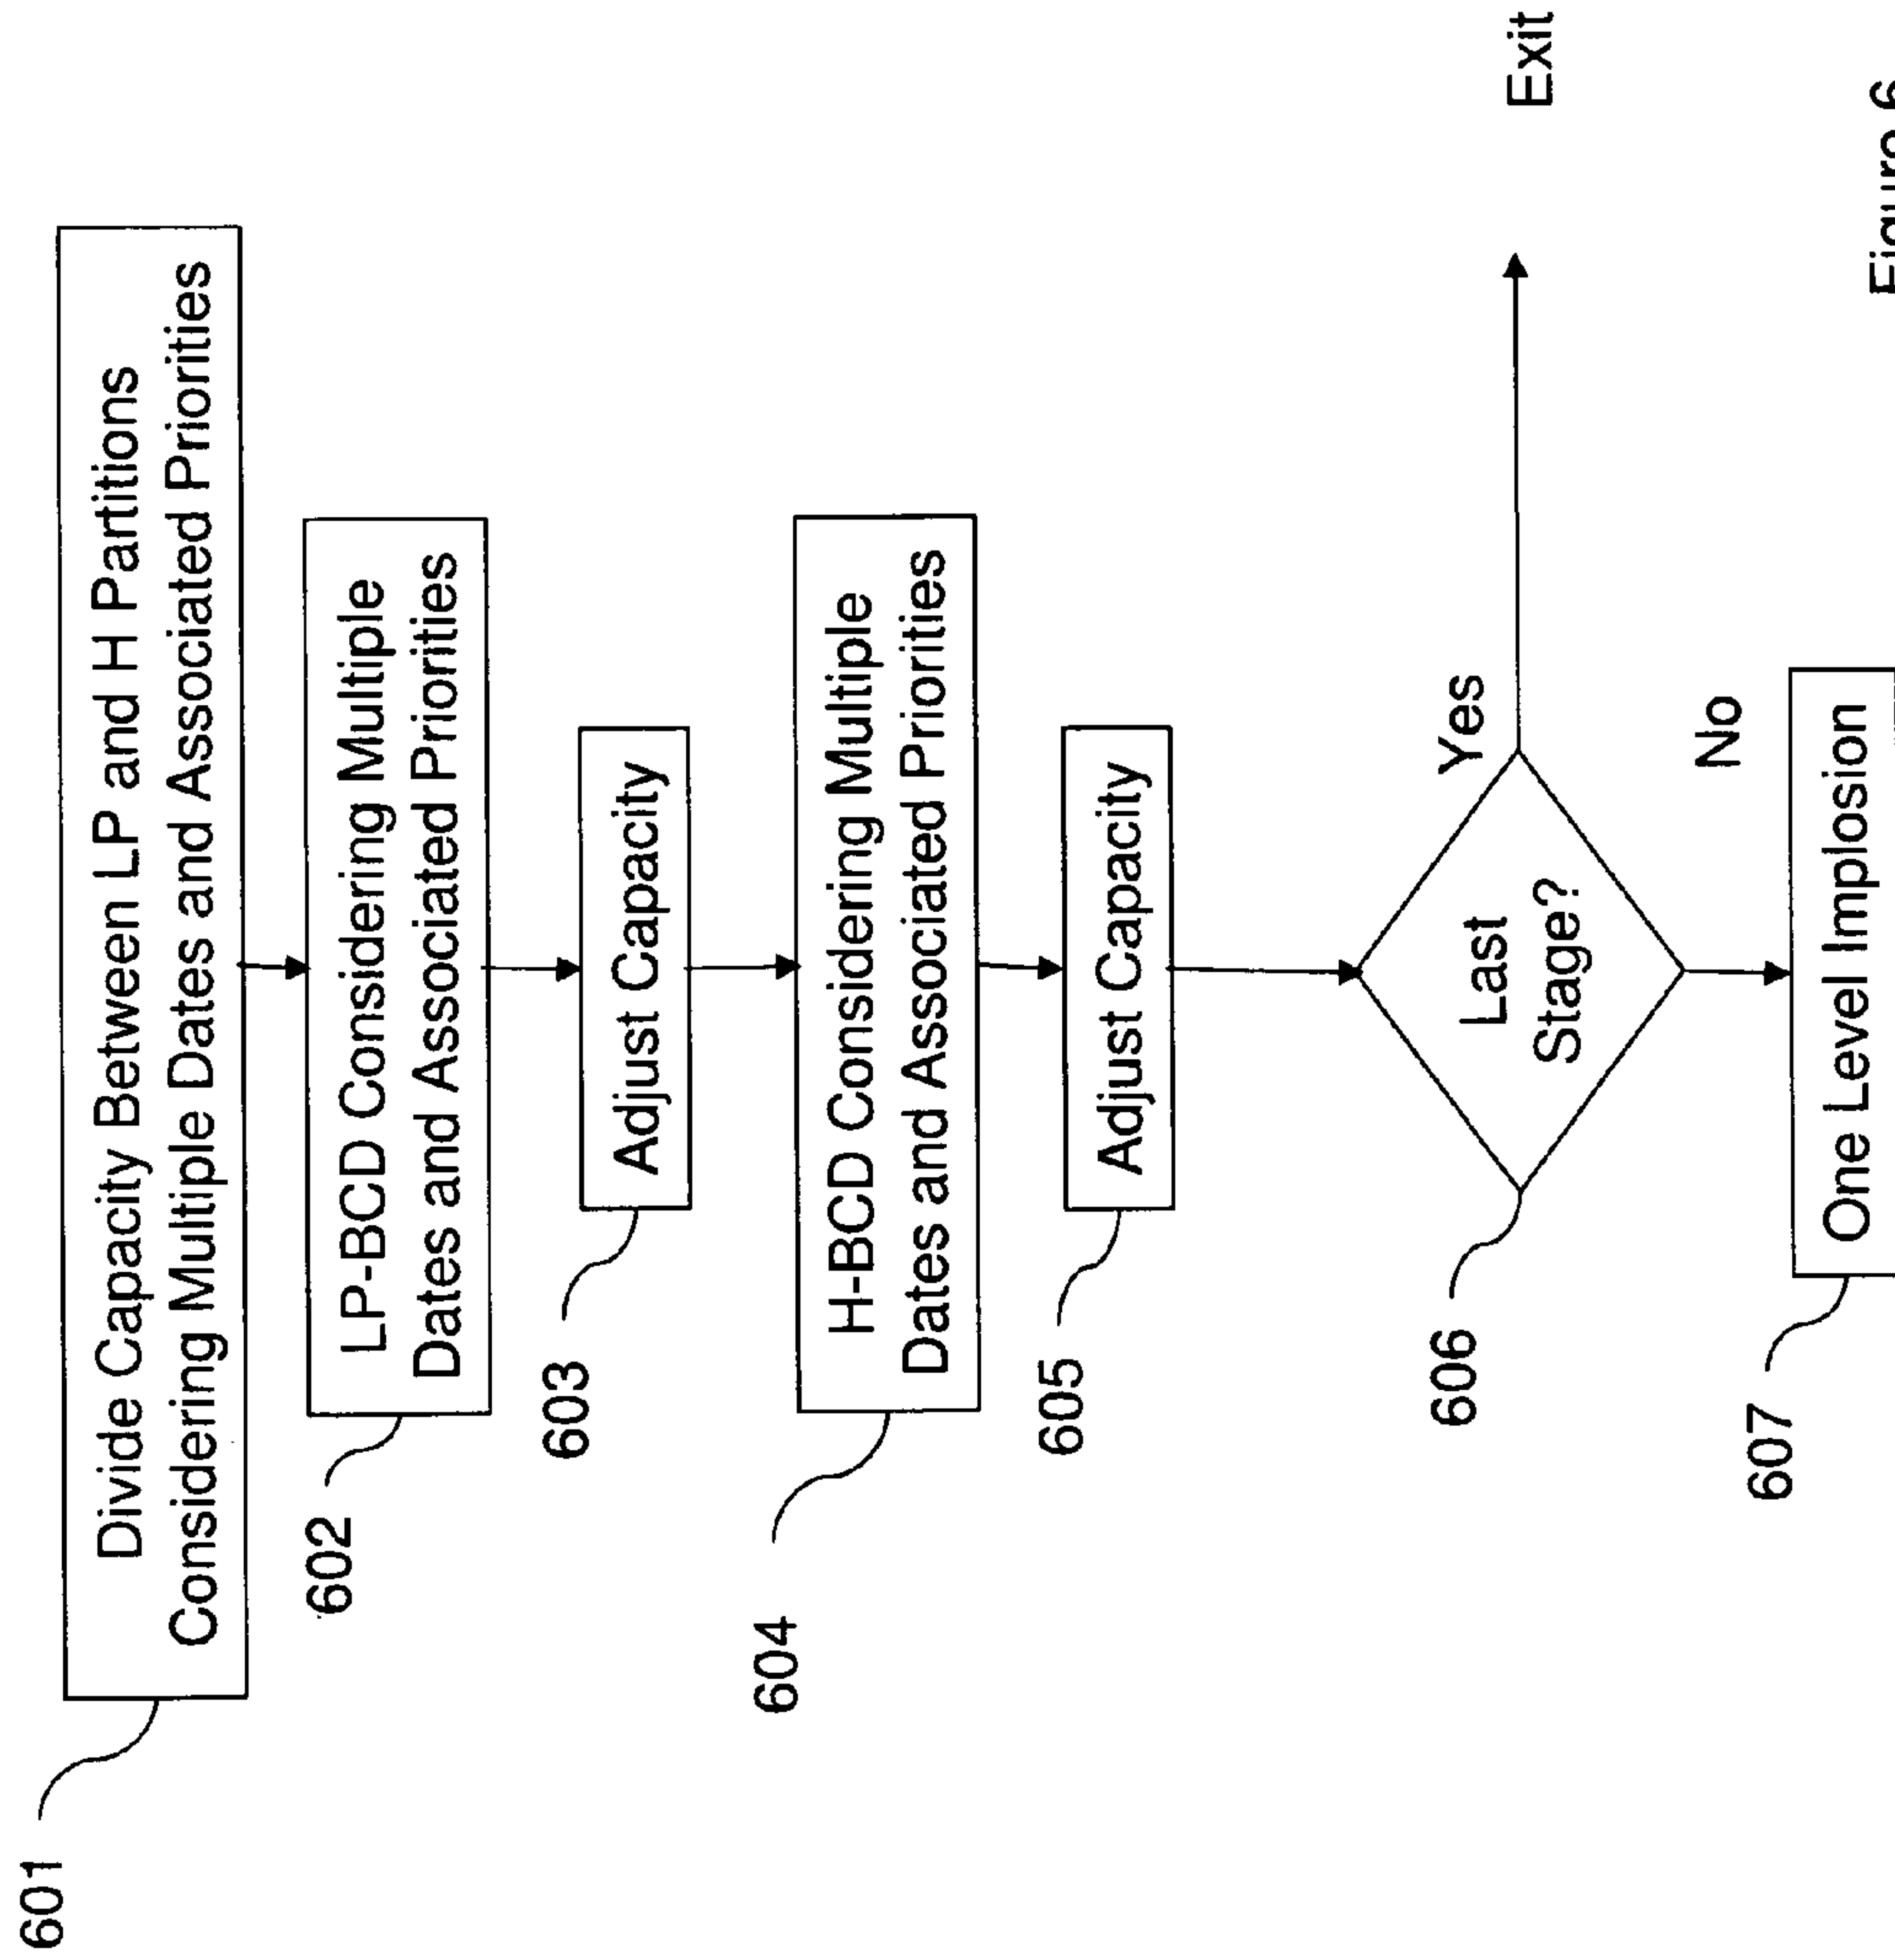 601
Divide Capacity Between LP and H Partitions
Considering Multiple Dates and Associated Priorities
602
LP-BCD Considering Multiple
Dates and Associated Priorities
603
Adjust Capacity
604
H-BCD Considering Multiple
Dates and Associated Priorities
605
Adjust Capacity
606
Last
Stage?
Yes
Exit
No
607
One Level Implosion
Figure 6